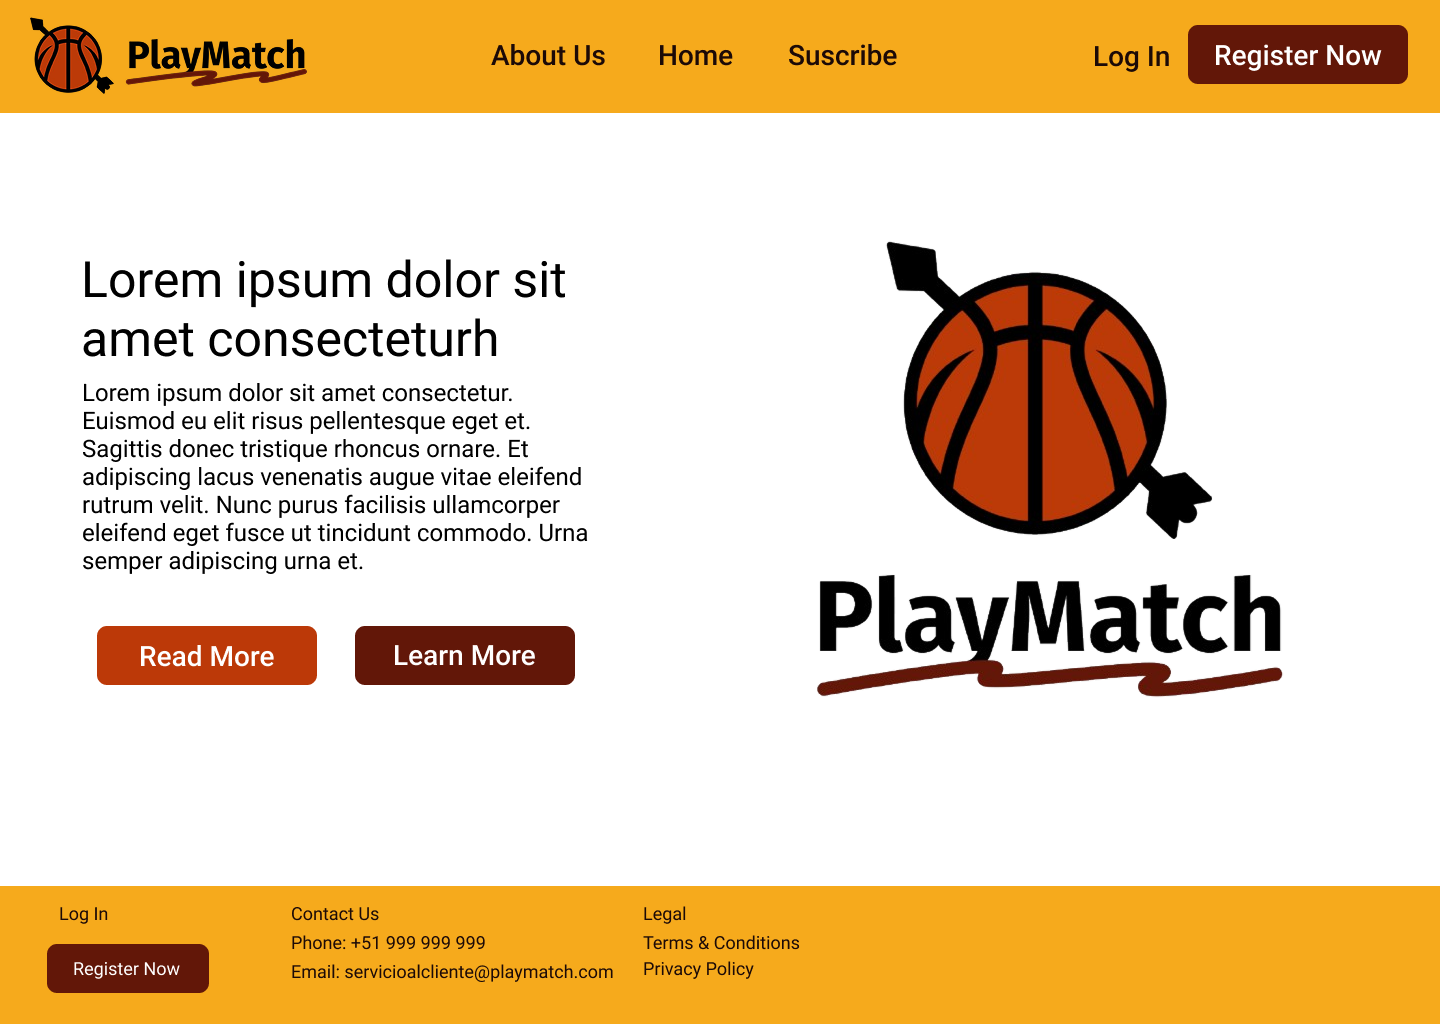 PlayMatch
About Us
Home
Suscribe
Log In
Register Now
Lorem ipsum dolor sit
amet consecteturh
Lorem ipsum dolor sit amet consectetur.
Euismod eu elit risus pellentesque eget et.
Sagittis donec tristique rhoncus ornare. Et
adipiscing lacus venenatis augue vitae eleifend
rutrum velit. Nunc purus facilisis ullamcorper
eleifend eget fusce ut tincidunt commodo. Urna
semper adipiscing urna et.
Read More
Learn More
PlayMatch
Log In
Register Now
Contact Us
Phone: +51 999 999 999
Email: servicioalcliente@playmatch.com
Legal
Terms & Conditions
Privacy Policy